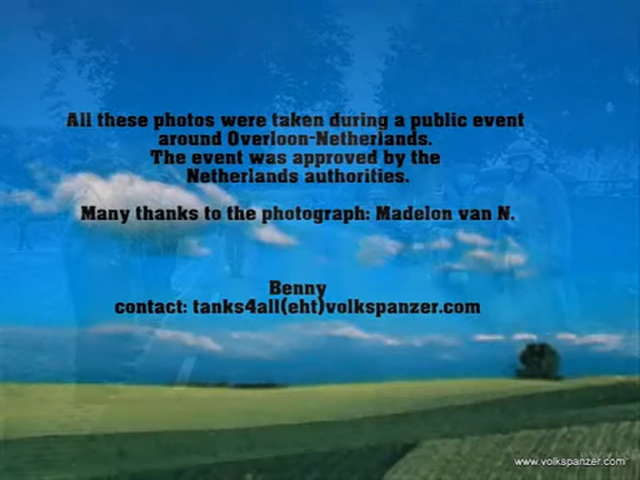 All these photos were taken during a public event
around Overloon-Netherlands.
The event was approved by the
Netherlands authorities.
Many thanks to the photograph: Madelon van N.
Benny
contact: tanks4all(eht)volkspanzer.com
www.volkspanzer.com